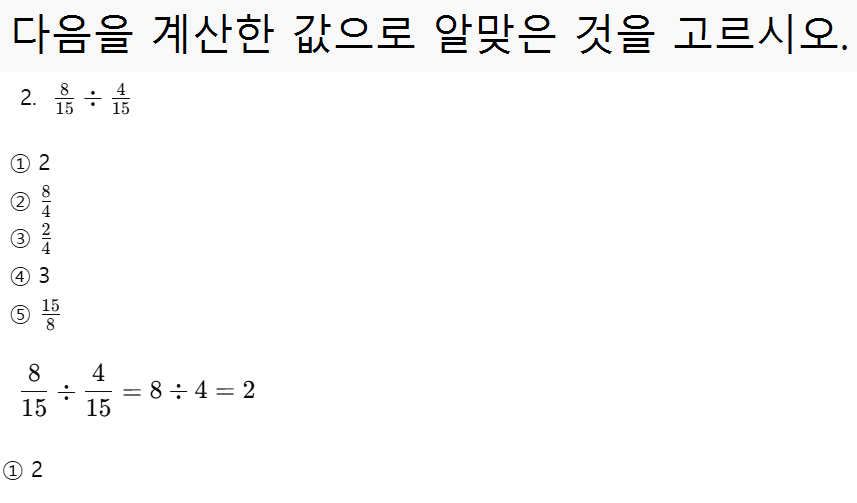 다음을 계산한 값으로 알맞은 것을 고르시오.
2. 8/15 ÷ 4/15
① 2
② 8/4
③ 2/4
④ 3
⑤ 15/8
8/15 ÷ 4/15 = 8 ÷ 4 = 2
① 2